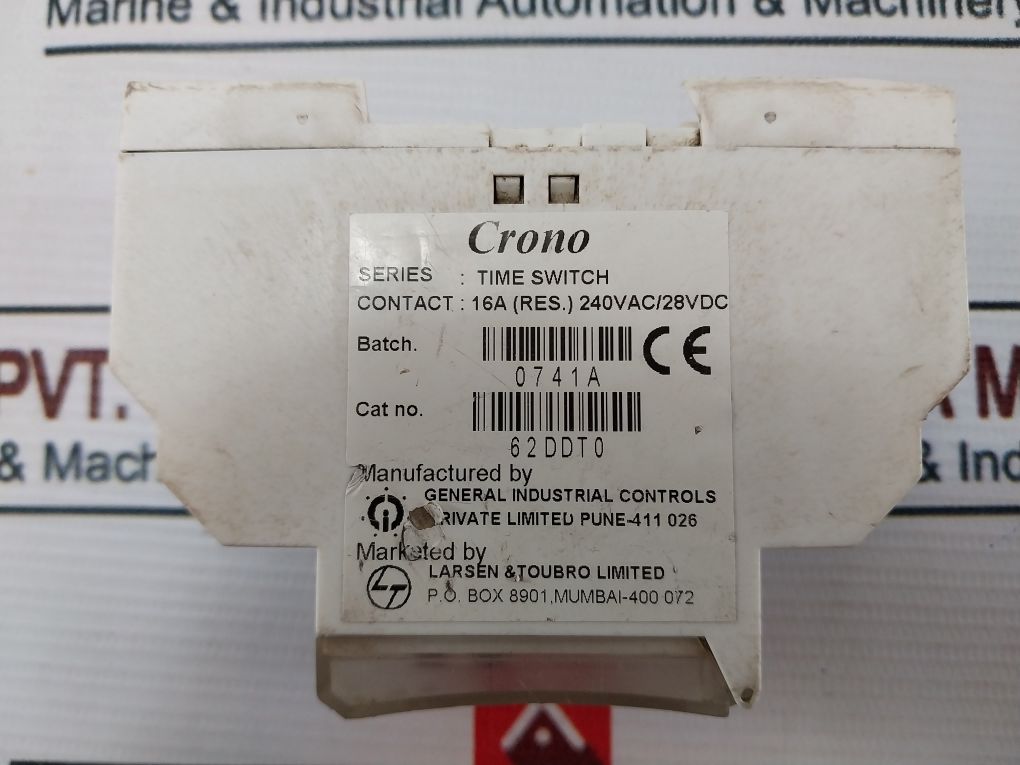 Marine & Industrial Automation & Machinery
Crono
SERIES : TIME SWITCH
CONTACT : 16A (RES.) 240VAC/28VDC
Batch.
0741A
CE
Cat no.
62DDT0
Manufactured by
GENERAL INDUSTRIAL CONTROLS
RIVATE LIMITED PUNE-411 026
Marketed by
LT
LARSEN &TOUBRO LIMITED
P.O. BOX 8901,MUMBAI-400 072
PVT.
A M
& Mach
& Ind